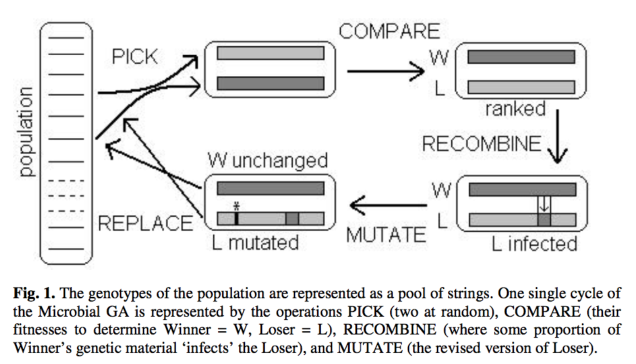 COMPARE
PICK
W
L
ranked
population
RECOMBINE
W unchanged
*
W
L
REPLACE
L mutated
MUTATE
L infected
Fig. 1. The genotypes of the population are represented as a pool of strings. One single cycle of
the Microbial GA is represented by the operations PICK (two at random), COMPARE (their
fitnesses to determine Winner = W, Loser = L), RECOMBINE (where some proportion of
Winner's genetic material 'infects' the Loser), and MUTATE (the revised version of Loser).